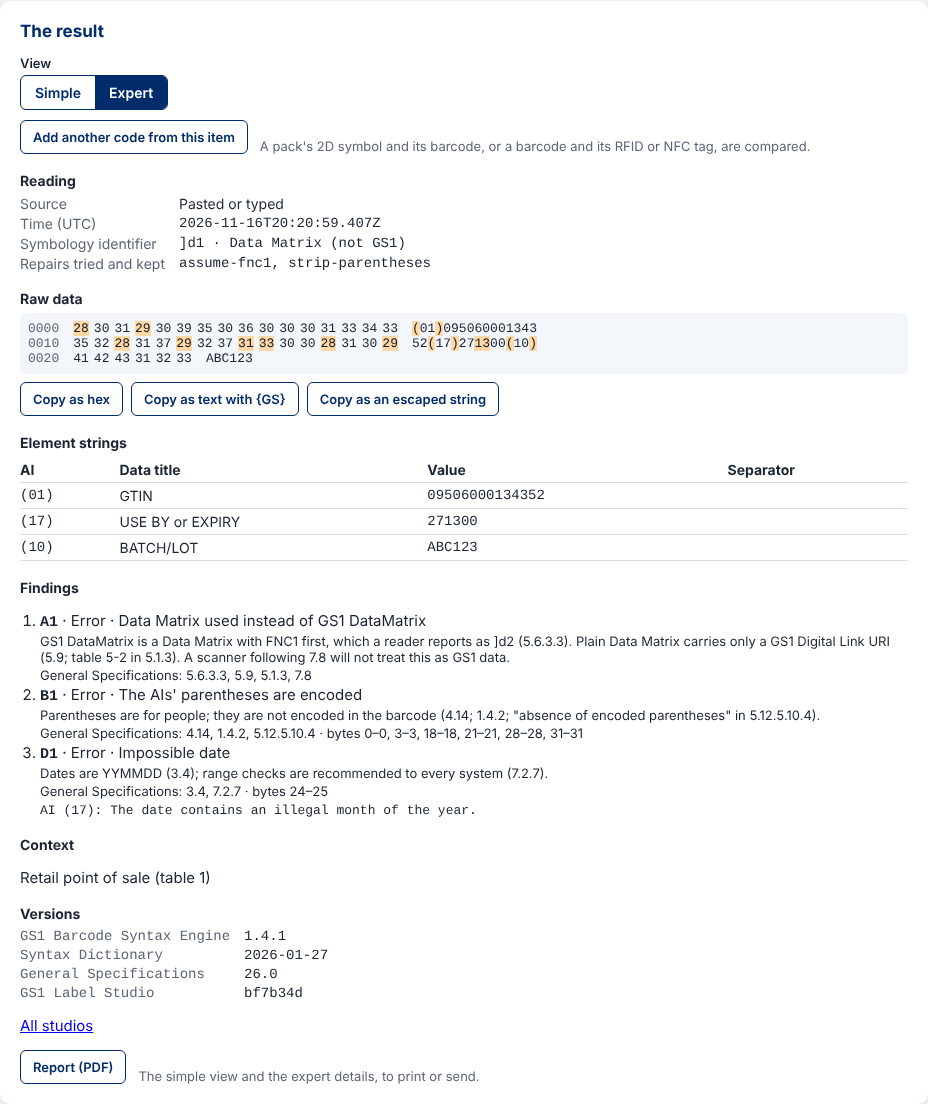 The result
View
Simple Expert
Add another code from this item A pack's 2D symbol and its barcode, or a barcode and its RFID or NFC tag, are compared.
Reading
Source Pasted or typed
Time (UTC) 2026-11-16T20:20:59.407Z
Symbology identifier ]d1 · Data Matrix (not GS1)
Repairs tried and kept assume-fnc1, strip-parentheses
Raw data
0000 28 30 31 29 30 39 35 30 36 30 30 30 31 33 34 33 (01)095060001343
0010 35 32 28 31 37 29 32 37 31 33 30 30 28 31 30 29 52(17)271300(10)
0020 41 42 43 31 32 33 ABC123
Copy as hex Copy as text with {GS} Copy as an escaped string
Element strings
AI Data title Value Separator
(01) GTIN 09506000134352
(17) USE BY or EXPIRY 271300
(10) BATCH/LOT ABC123
Findings
1. A1 · Error · Data Matrix used instead of GS1 DataMatrix
GS1 DataMatrix is a Data Matrix with FNC1 first, which a reader reports as ]d2 (5.6.3.3). Plain Data Matrix carries only a GS1 Digital Link URI
(5.9; table 5-2 in 5.1.3). A scanner following 7.8 will not treat this as GS1 data.
General Specifications: 5.6.3.3, 5.9, 5.1.3, 7.8
2. B1 · Error · The AIs' parentheses are encoded
Parentheses are for people; they are not encoded in the barcode (4.14; 1.4.2; "absence of encoded parentheses" in 5.12.5.10.4).
General Specifications: 4.14, 1.4.2, 5.12.5.10.4 · bytes 0–0, 3–3, 18–18, 21–21, 28–28, 31–31
3. D1 · Error · Impossible date
Dates are YYMMDD (3.4); range checks are recommended to every system (7.2.7).
General Specifications: 3.4, 7.2.7 · bytes 24–25
AI (17): The date contains an illegal month of the year.
Context
Retail point of sale (table 1)
Versions
GS1 Barcode Syntax Engine 1.4.1
Syntax Dictionary 2026-01-27
General Specifications 26.0
GS1 Label Studio bf7b34d
All studios
Report (PDF) The simple view and the expert details, to print or send.